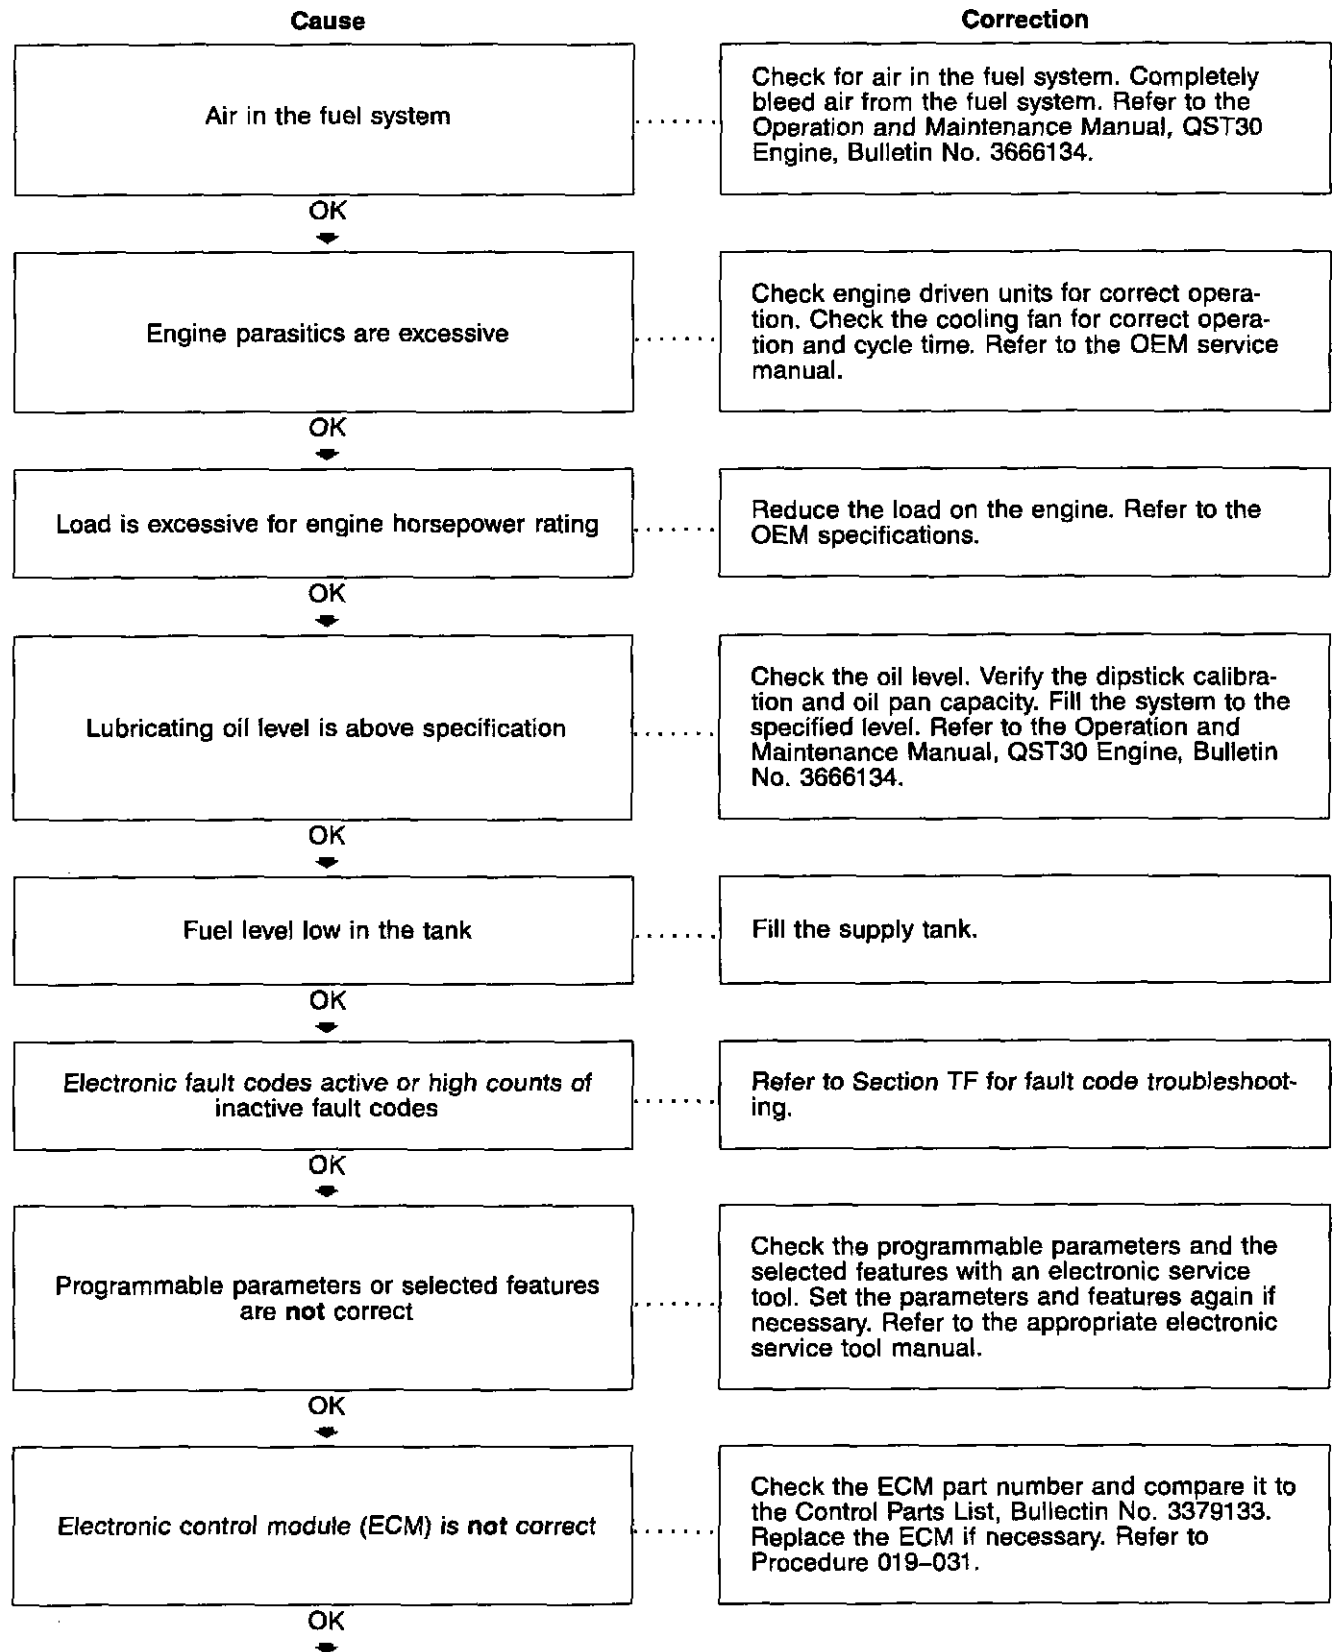 Cause
Correction
Air in the fuel system
Check for air in the fuel system. Completely
bleed air from the fuel system. Refer to the
Operation and Maintenance Manual, QST30
Engine, Bulletin No. 3666134.
OK
Engine parasitics are excessive
Check engine driven units for correct opera-
tion. Check the cooling fan for correct opera-
tion and cycle time. Refer to the OEM service
manual.
OK
Load is excessive for engine horsepower rating
Reduce the load on the engine. Refer to the
OEM specifications.
OK
Lubricating oil level is above specification
Check the oil level. Verify the dipstick calibra-
tion and oil pan capacity. Fill the system to the
specified level. Refer to the Operation and
Maintenance Manual, QST30 Engine, Bulletin
No. 3666134.
OK
Fuel level low in the tank
Fill the supply tank.
OK
Electronic fault codes active or high counts of
inactive fault codes
Refer to Section TF for fault code troubleshoot-
ing.
OK
Programmable parameters or selected features
are not correct
Check the programmable parameters and the
selected features with an electronic service
tool. Set the parameters and features again if
necessary. Refer to the appropriate electronic
service tool manual.
OK
Electronic control module (ECM) is not correct
Check the ECM part number and compare it to
the Control Parts List, Bullectin No. 3379133.
Replace the ECM if necessary. Refer to
Procedure 019–031.
OK